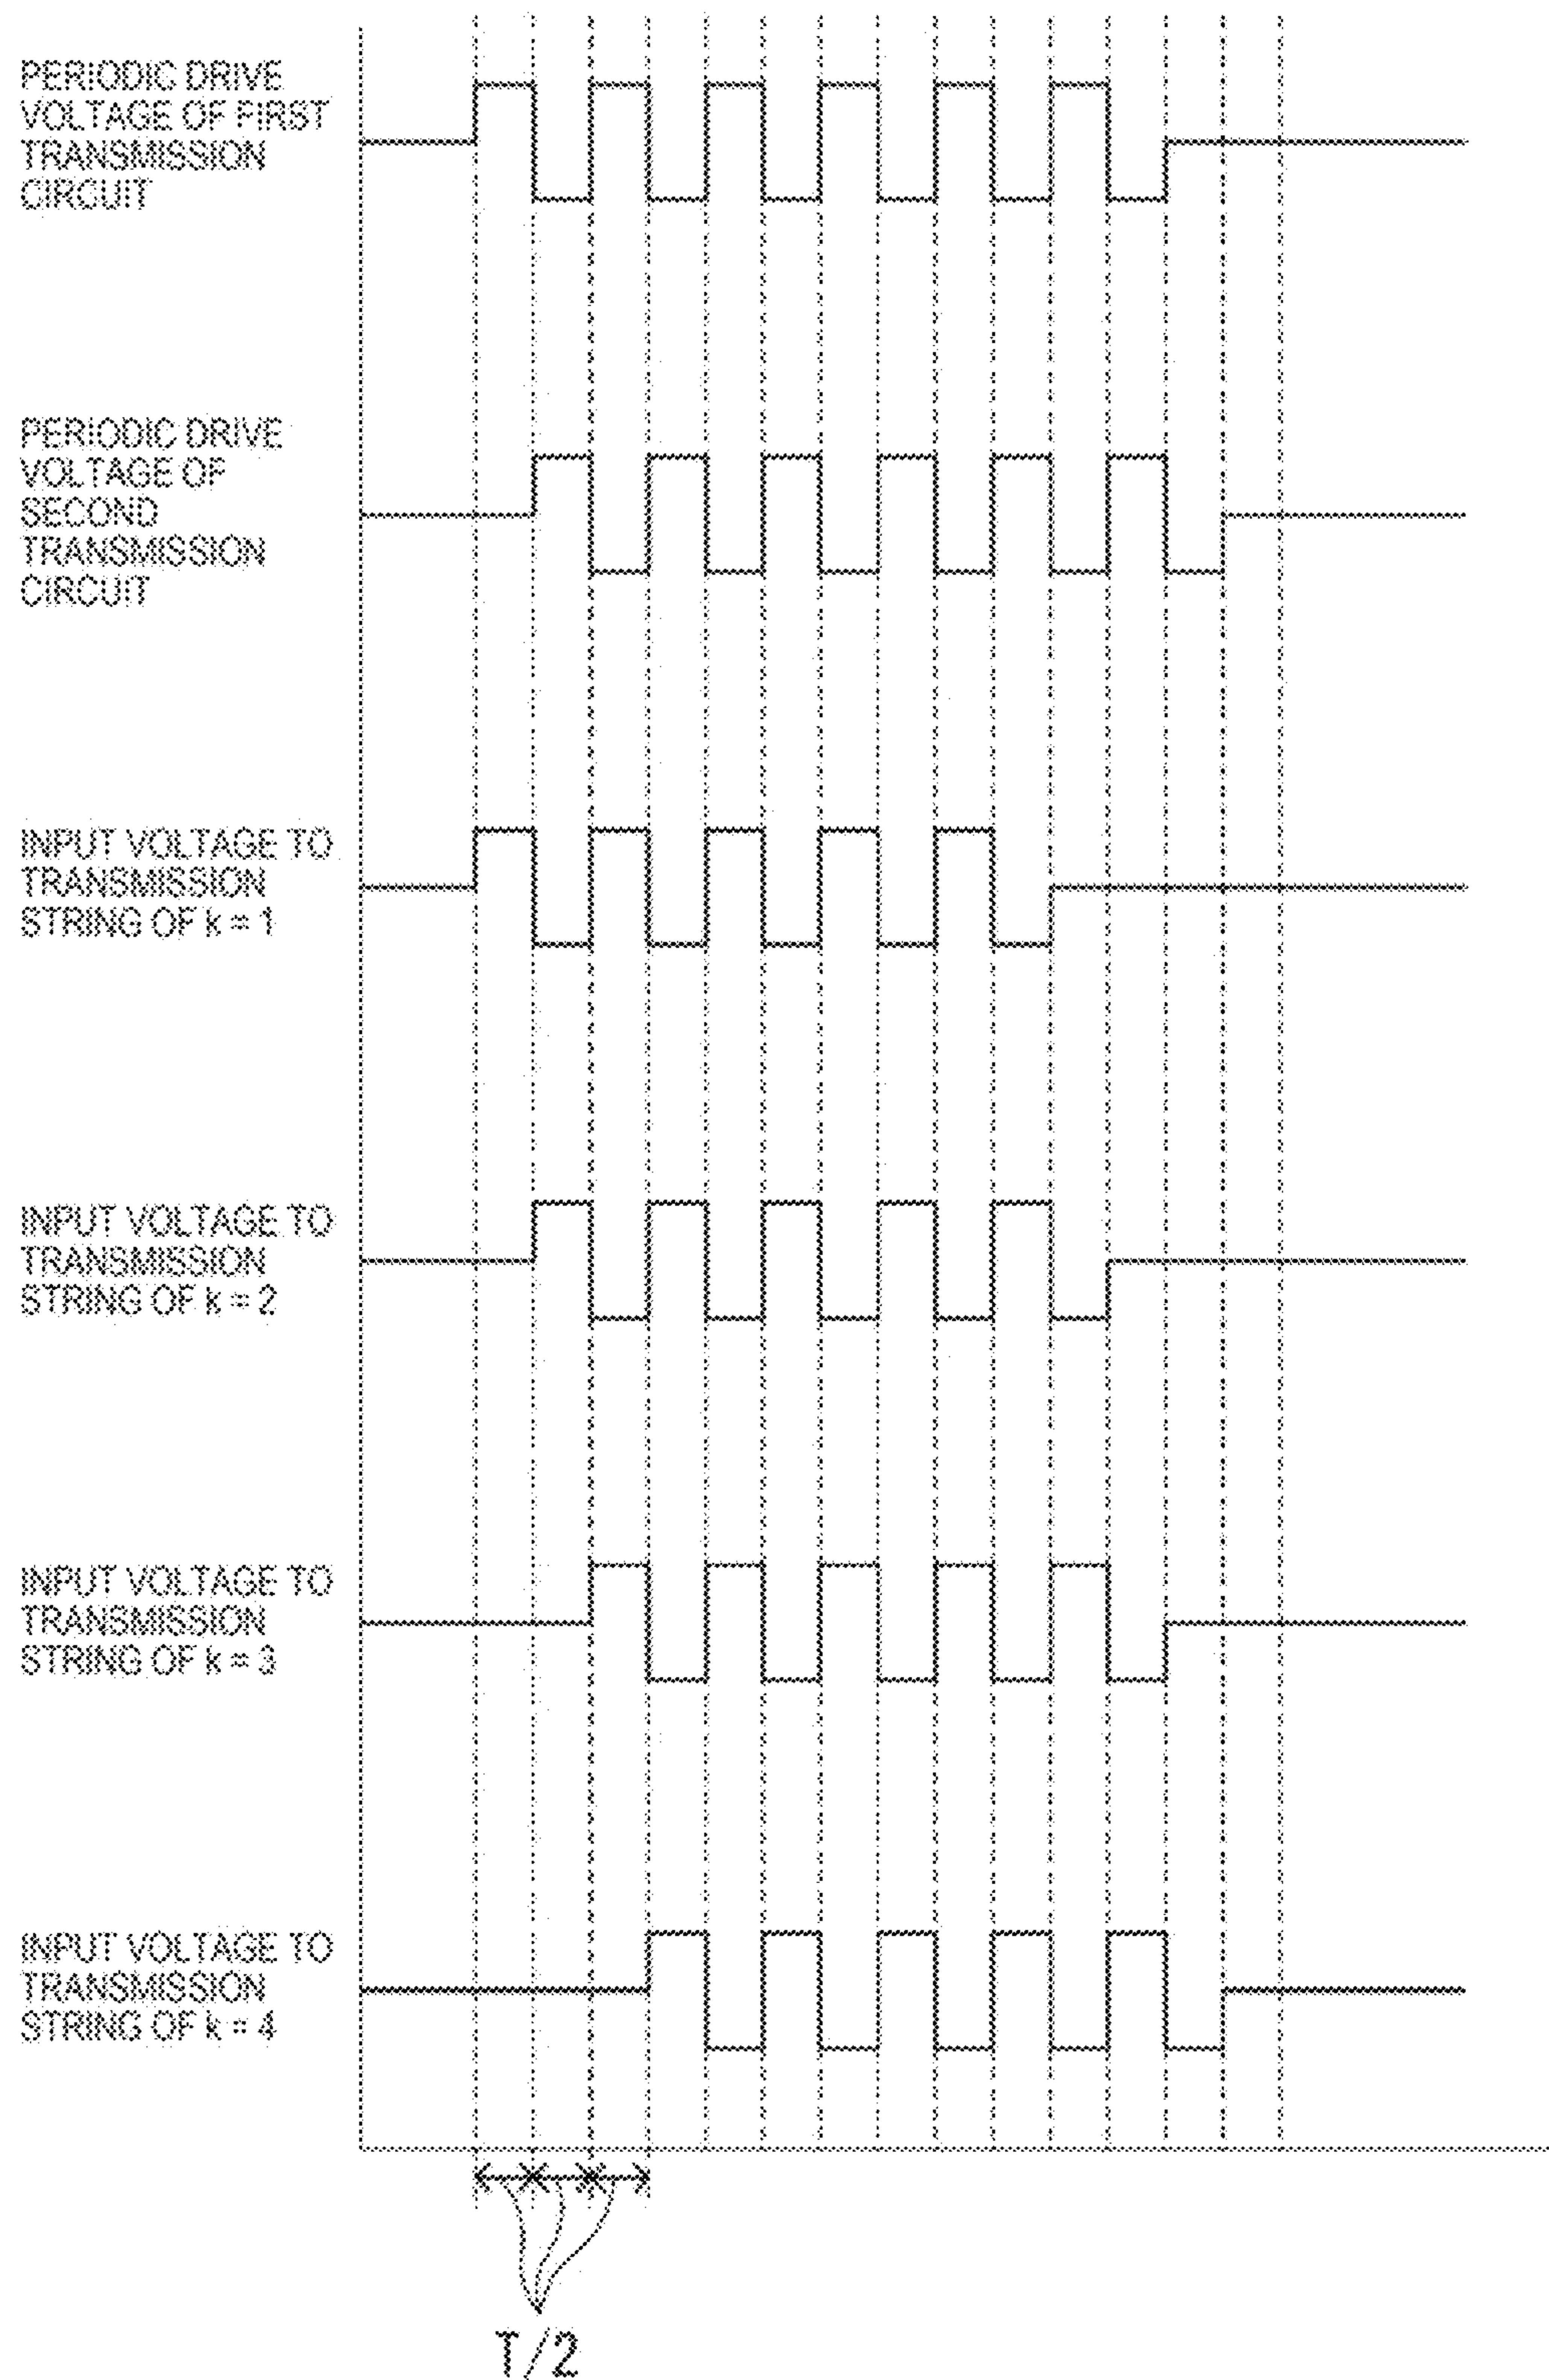 PERIODIC DRIVE
VOLTAGE OF FIRST
TRANSMISSION
CIRCUIT
PERIODIC DRIVE
VOLTAGE OF
SECOND
TRANSMISSION
CIRCUIT
INPUT VOLTAGE TO
TRANSMISSION
STRING OF k = 1
INPUT VOLTAGE TO
TRANSMISSION
STRING OF k = 2
INPUT VOLTAGE TO
TRANSMISSION
STRING OF k = 3
INPUT VOLTAGE TO
TRANSMISSION
STRING OF k = 4
T/2